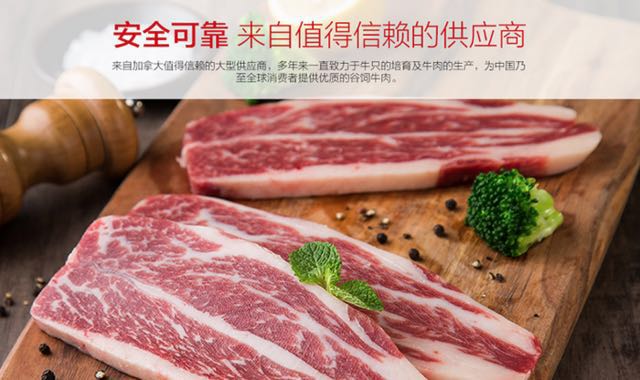 安全可靠 来自值得信赖的供应商
来自加拿大值得信赖的大型供应商，多年来一直致力于牛只的培育及牛肉的生产，为中国乃
至全球消费者提供优质的谷饲牛肉。